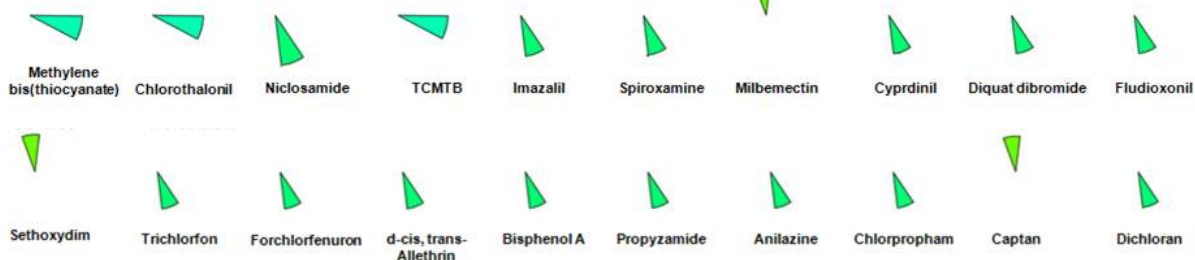 Methylene
bis(thiocyanate) Chlorothalonil Niclosamide TCMTB Imazalil Spiroxamine Milbemectin Cyprdinil Diquat dibromide Fludioxonil
Sethoxydim Trichlorfon Forchlorfenuron d-cis, trans- Bisphenol A Propyzamide Anilazine Chlorpropham Captan Dichloran
Allethrin